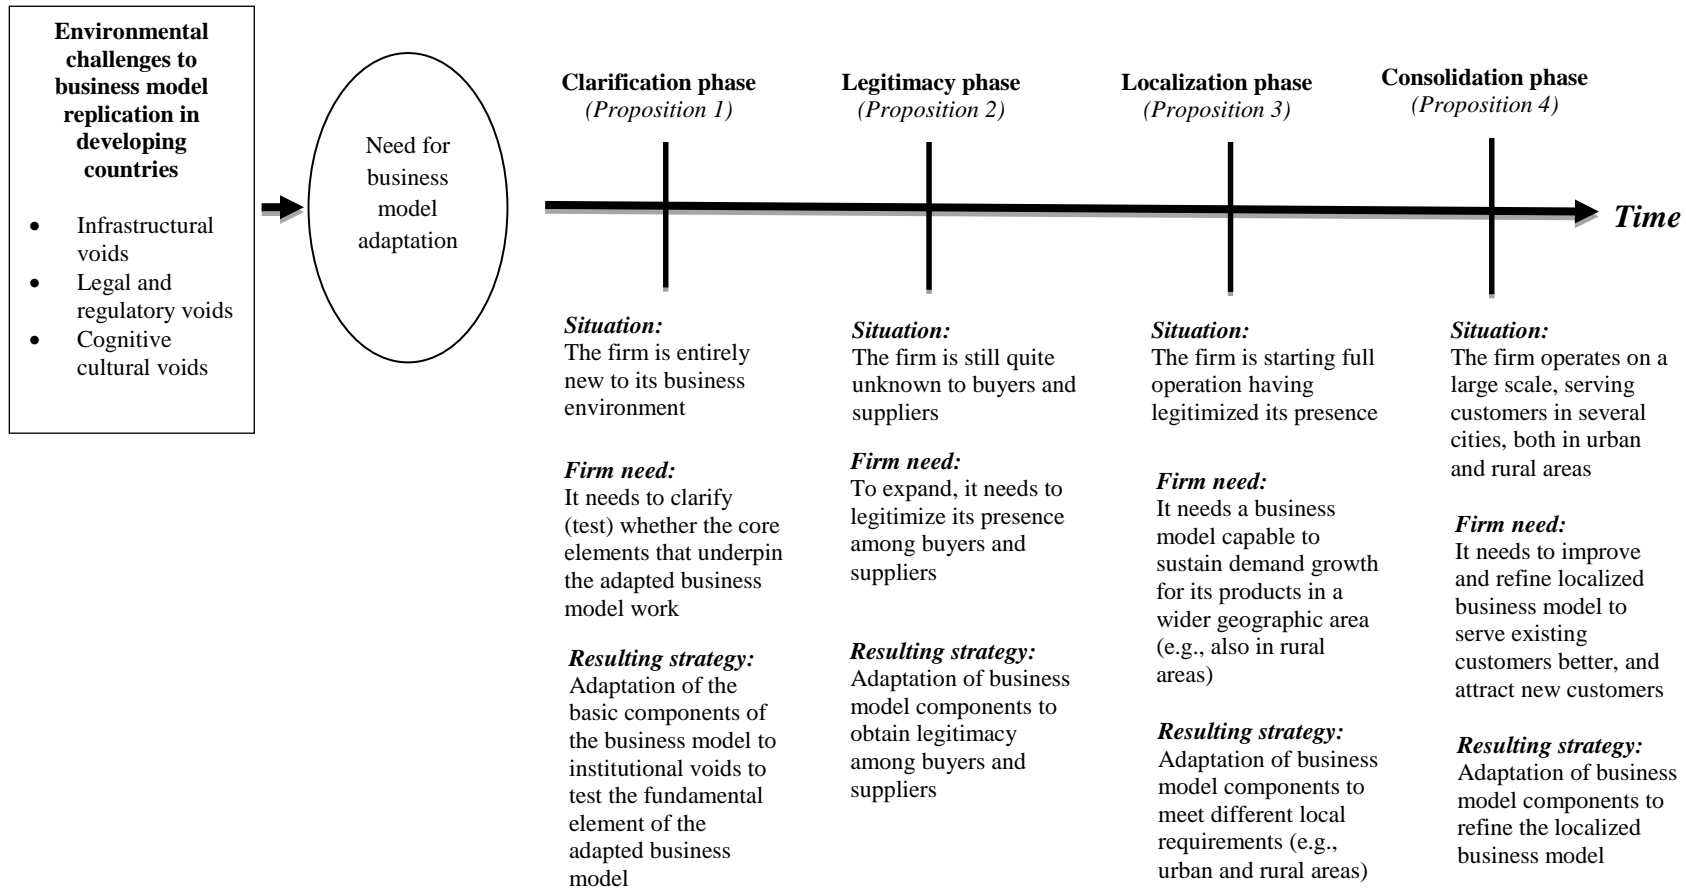 Environmental
challenges to
business model
replication in
developing
countries
• Infrastructural
voids
• Legal and
regulatory voids
• Cognitive
cultural voids
Need for
business
model
adaptation
Clarification phase
(Proposition 1)
Legitimacy phase
(Proposition 2)
Localization phase
(Proposition 3)
Consolidation phase
(Proposition 4)
Time
Situation:
The firm is entirely
new to its business
environment
Firm need:
It needs to clarify
(test) whether the core
elements that underpin
the adapted business
model work
Resulting strategy:
Adaptation of the
basic components of
the business model to
institutional voids to
test the fundamental
element of the
adapted business
model
Situation:
The firm is still quite
unknown to buyers and
suppliers
Firm need:
To expand, it needs to
legitimize its presence
among buyers and
suppliers
Resulting strategy:
Adaptation of business
model components to
obtain legitimacy
among buyers and
suppliers
Situation:
The firm is starting full
operation having
legitimized its presence
Firm need:
It needs a business
model capable to
sustain demand growth
for its products in a
wider geographic area
(e.g., also in rural
areas)
Resulting strategy:
Adaptation of business
model components to
meet different local
requirements (e.g.,
urban and rural areas)
Situation:
The firm operates on a
large scale, serving
customers in several
cities, both in urban
and rural areas
Firm need:
It needs to improve
and refine localized
business model to
serve existing
customers better, and
attract new customers
Resulting strategy:
Adaptation of business
model components to
refine the localized
business model